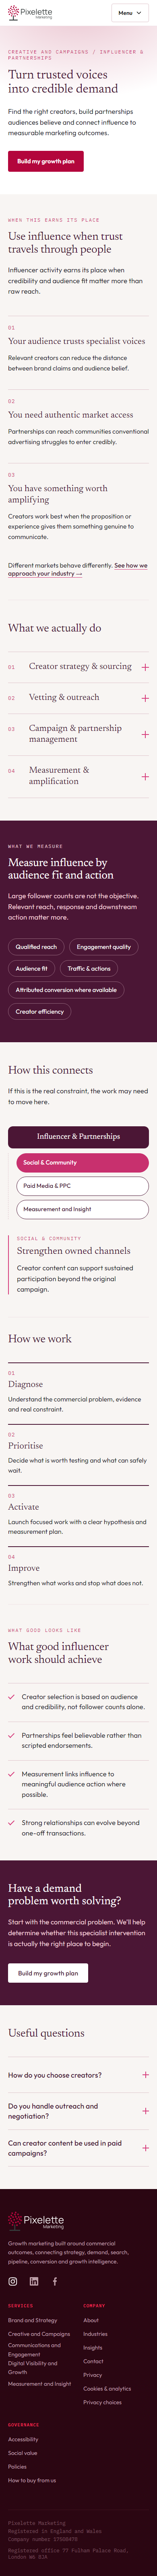 Pixelette
marketing
Menu
CREATIVE AND CAMPAIGNS / INFLUENCER &
PARTNERSHIPS
Turn trusted voices
into credible demand
Find the right creators, build partnerships
audiences believe and connect influence to
measurable marketing outcomes.
Build my growth plan
WHEN THIS EARNS ITS PLACE
Use influence when trust
travels through people
Influencer activity earns its place when
credibility and audience fit matter more than
raw reach.
01
Your audience trusts specialist voices
Relevant creators can reduce the distance
between brand claims and audience belief.
02
You need authentic market access
Partnerships can reach communities conventional
advertising struggles to enter credibly.
03
You have something worth
amplifying
Creators work best when the proposition or
experience gives them something genuine to
communicate.
Different markets behave differently. See how we
approach your industry →
What we actually do
01 Creator strategy & sourcing
02 Vetting & outreach
03 Campaign & partnership
management
04 Measurement &
amplification
WHAT WE MEASURE
Measure influence by
audience fit and action
Large follower counts are not the objective.
Relevant reach, response and downstream
action matter more.
Qualified reach
Engagement quality
Audience fit
Traffic & actions
Attributed conversion where available
Creator efficiency
How this connects
If this is the real constraint, the work may need
to move here.
Influencer & Partnerships
Social & Community
Paid Media & PPC
Measurement and Insight
SOCIAL & COMMUNITY
Strengthen owned channels
Creator content can support sustained
participation beyond the original
campaign.
How we work
01
Diagnose
Understand the commercial problem, evidence
and real constraint.
02
Prioritise
Decide what is worth testing and what can safely
wait.
03
Activate
Launch focused work with a clear hypothesis and
measurement plan.
04
Improve
Strengthen what works and stop what does not.
WHAT GOOD LOOKS LIKE
What good influencer
work should achieve
Creator selection is based on audience
and credibility, not follower counts alone.
Partnerships feel believable rather than
scripted endorsements.
Measurement links influence to
meaningful audience action where
possible.
Strong relationships can evolve beyond
one-off transactions.
Have a demand
problem worth solving?
Start with the commercial problem. We'll help
determine whether this specialist intervention
is actually the right place to begin.
Build my growth plan
Useful questions
How do you choose creators?
Do you handle outreach and
negotiation?
Can creator content be used in paid
campaigns?
Pixelette
Marketing
Growth marketing built around commercial
outcomes, connecting strategy, demand, search,
pipeline, conversion and growth intelligence.
SERVICES
Brand and Strategy
Creative and Campaigns
Communications and
Engagement
Digital Visibility and
Growth
Measurement and Insight
COMPANY
About
Industries
Insights
Contact
Privacy
Cookies & analytics
Privacy choices
GOVERNANCE
Accessibility
Social value
Policies
How to buy from us
Pixelette Marketing
Registered in England and Wales
Registered office 77 Fulham Palace Road,